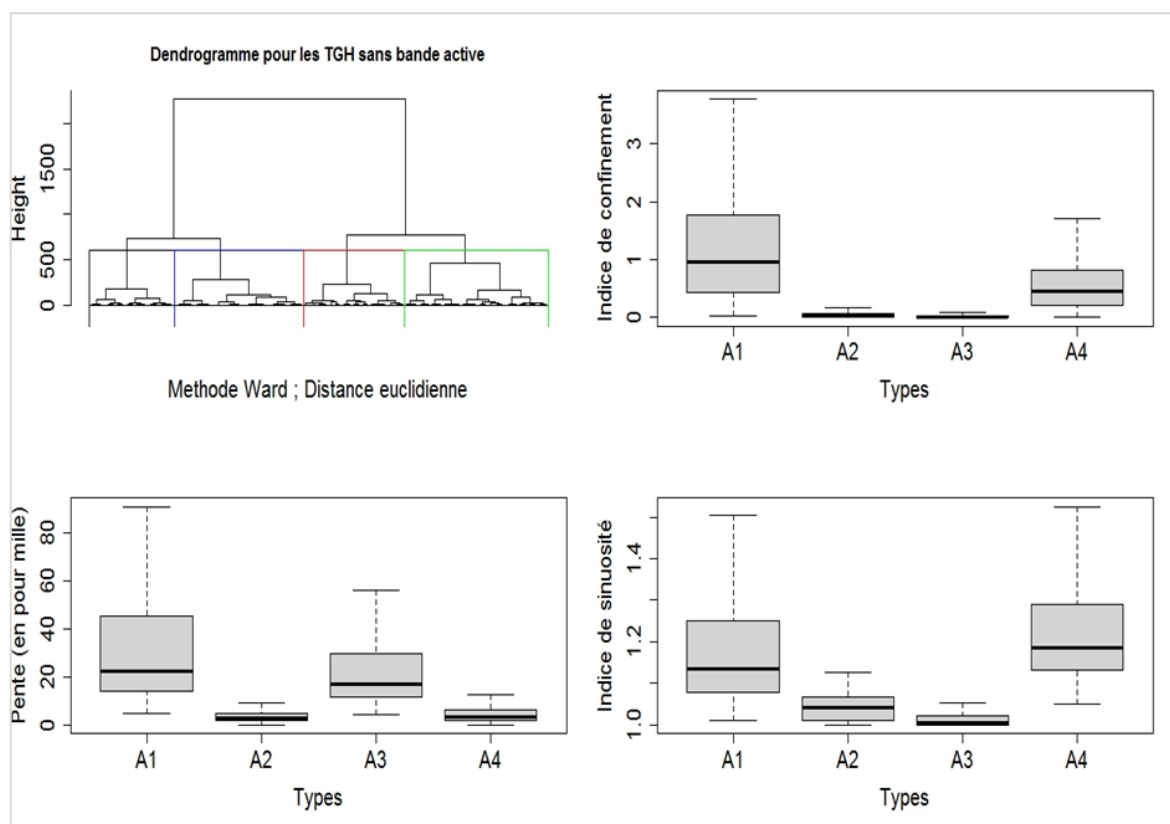 Dendrogramme pour les TGH sans bande active
Height
0 500 1500
Methode Ward ; Distance euclidienne
Indice de confinement
0 1 2 3
A1 A2 A3 A4
Types
Pente (en pour mille)
0 20 40 60 80
A1 A2 A3 A4
Types
Indice de sinuosité
1.0 1.2 1.4
A1 A2 A3 A4
Types